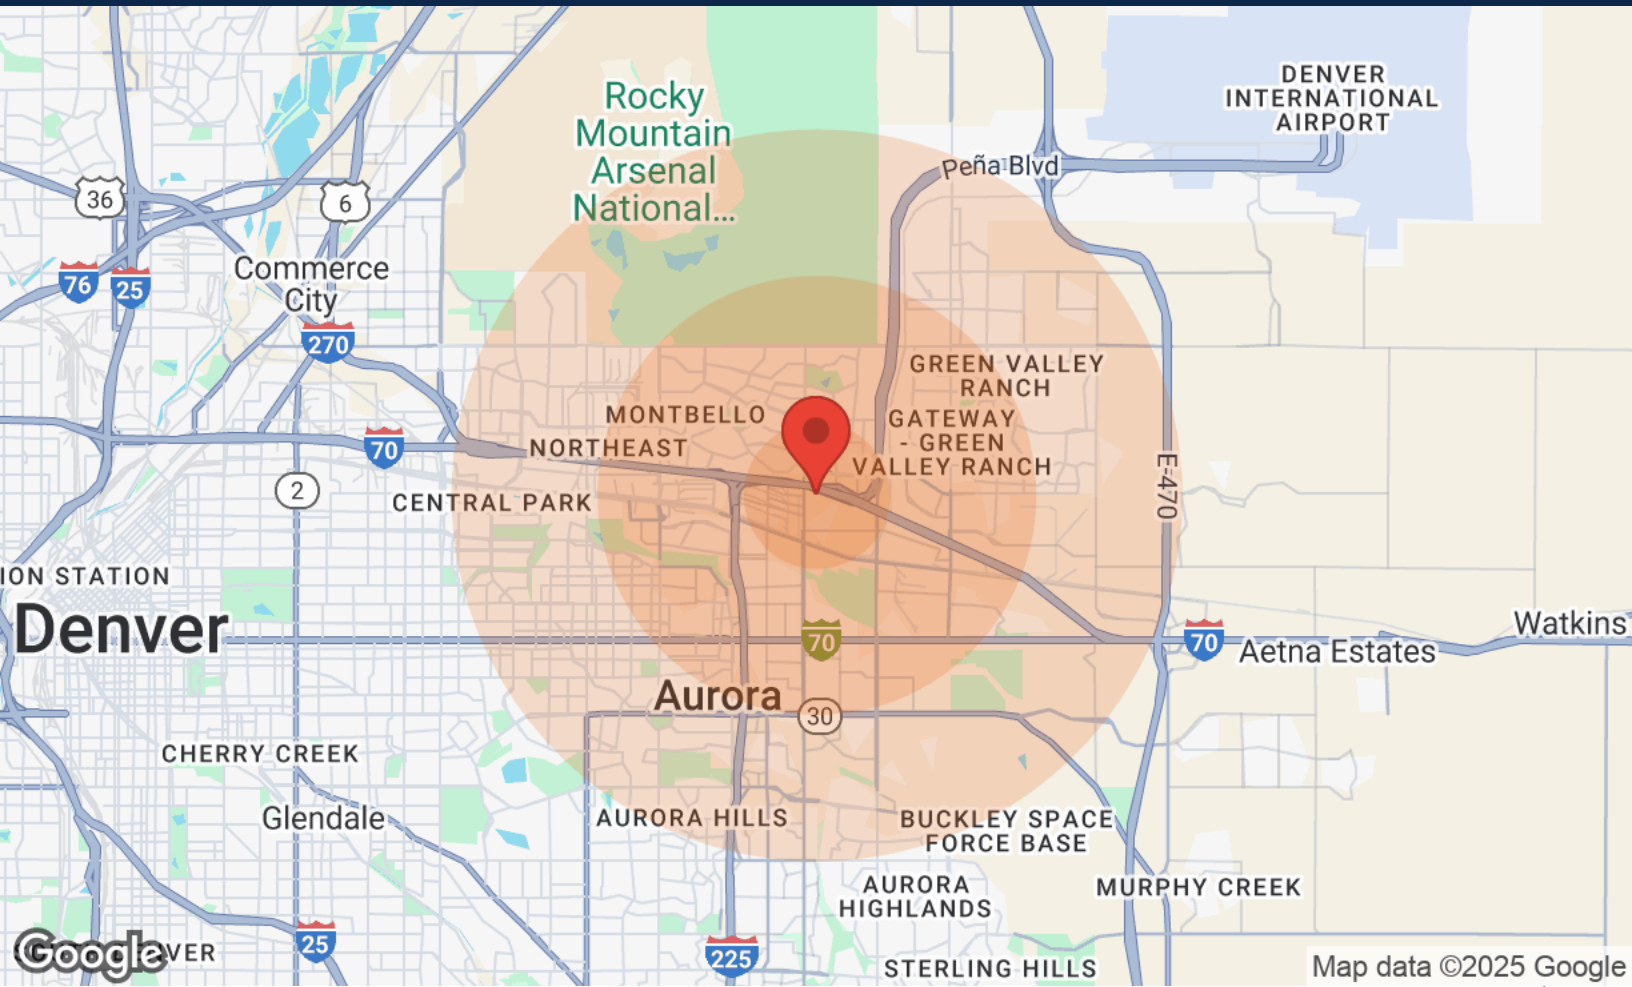 DENVER
INTERNATIONAL
AIRPORT
Rocky
Mountain
Arsenal
National...
Peña Blvd
36
6
Commerce
City
76
25
270
GREEN VALLEY
RANCH
MONTBELLO
GATEWAY
- GREEN
VALLEY RANCH
NORTHEAST
70
2
CENTRAL PARK
E-470
ION STATION
Denver
70
70
Watkins
Aetna Estates
Aurora
30
CHERRY CREEK
Glendale
AURORA HILLS
BUCKLEY SPACE
FORCE BASE
AURORA
HIGHLANDS
MURPHY CREEK
25
225
Google
VER
STERLING HILLS
Map data ©2025 Google